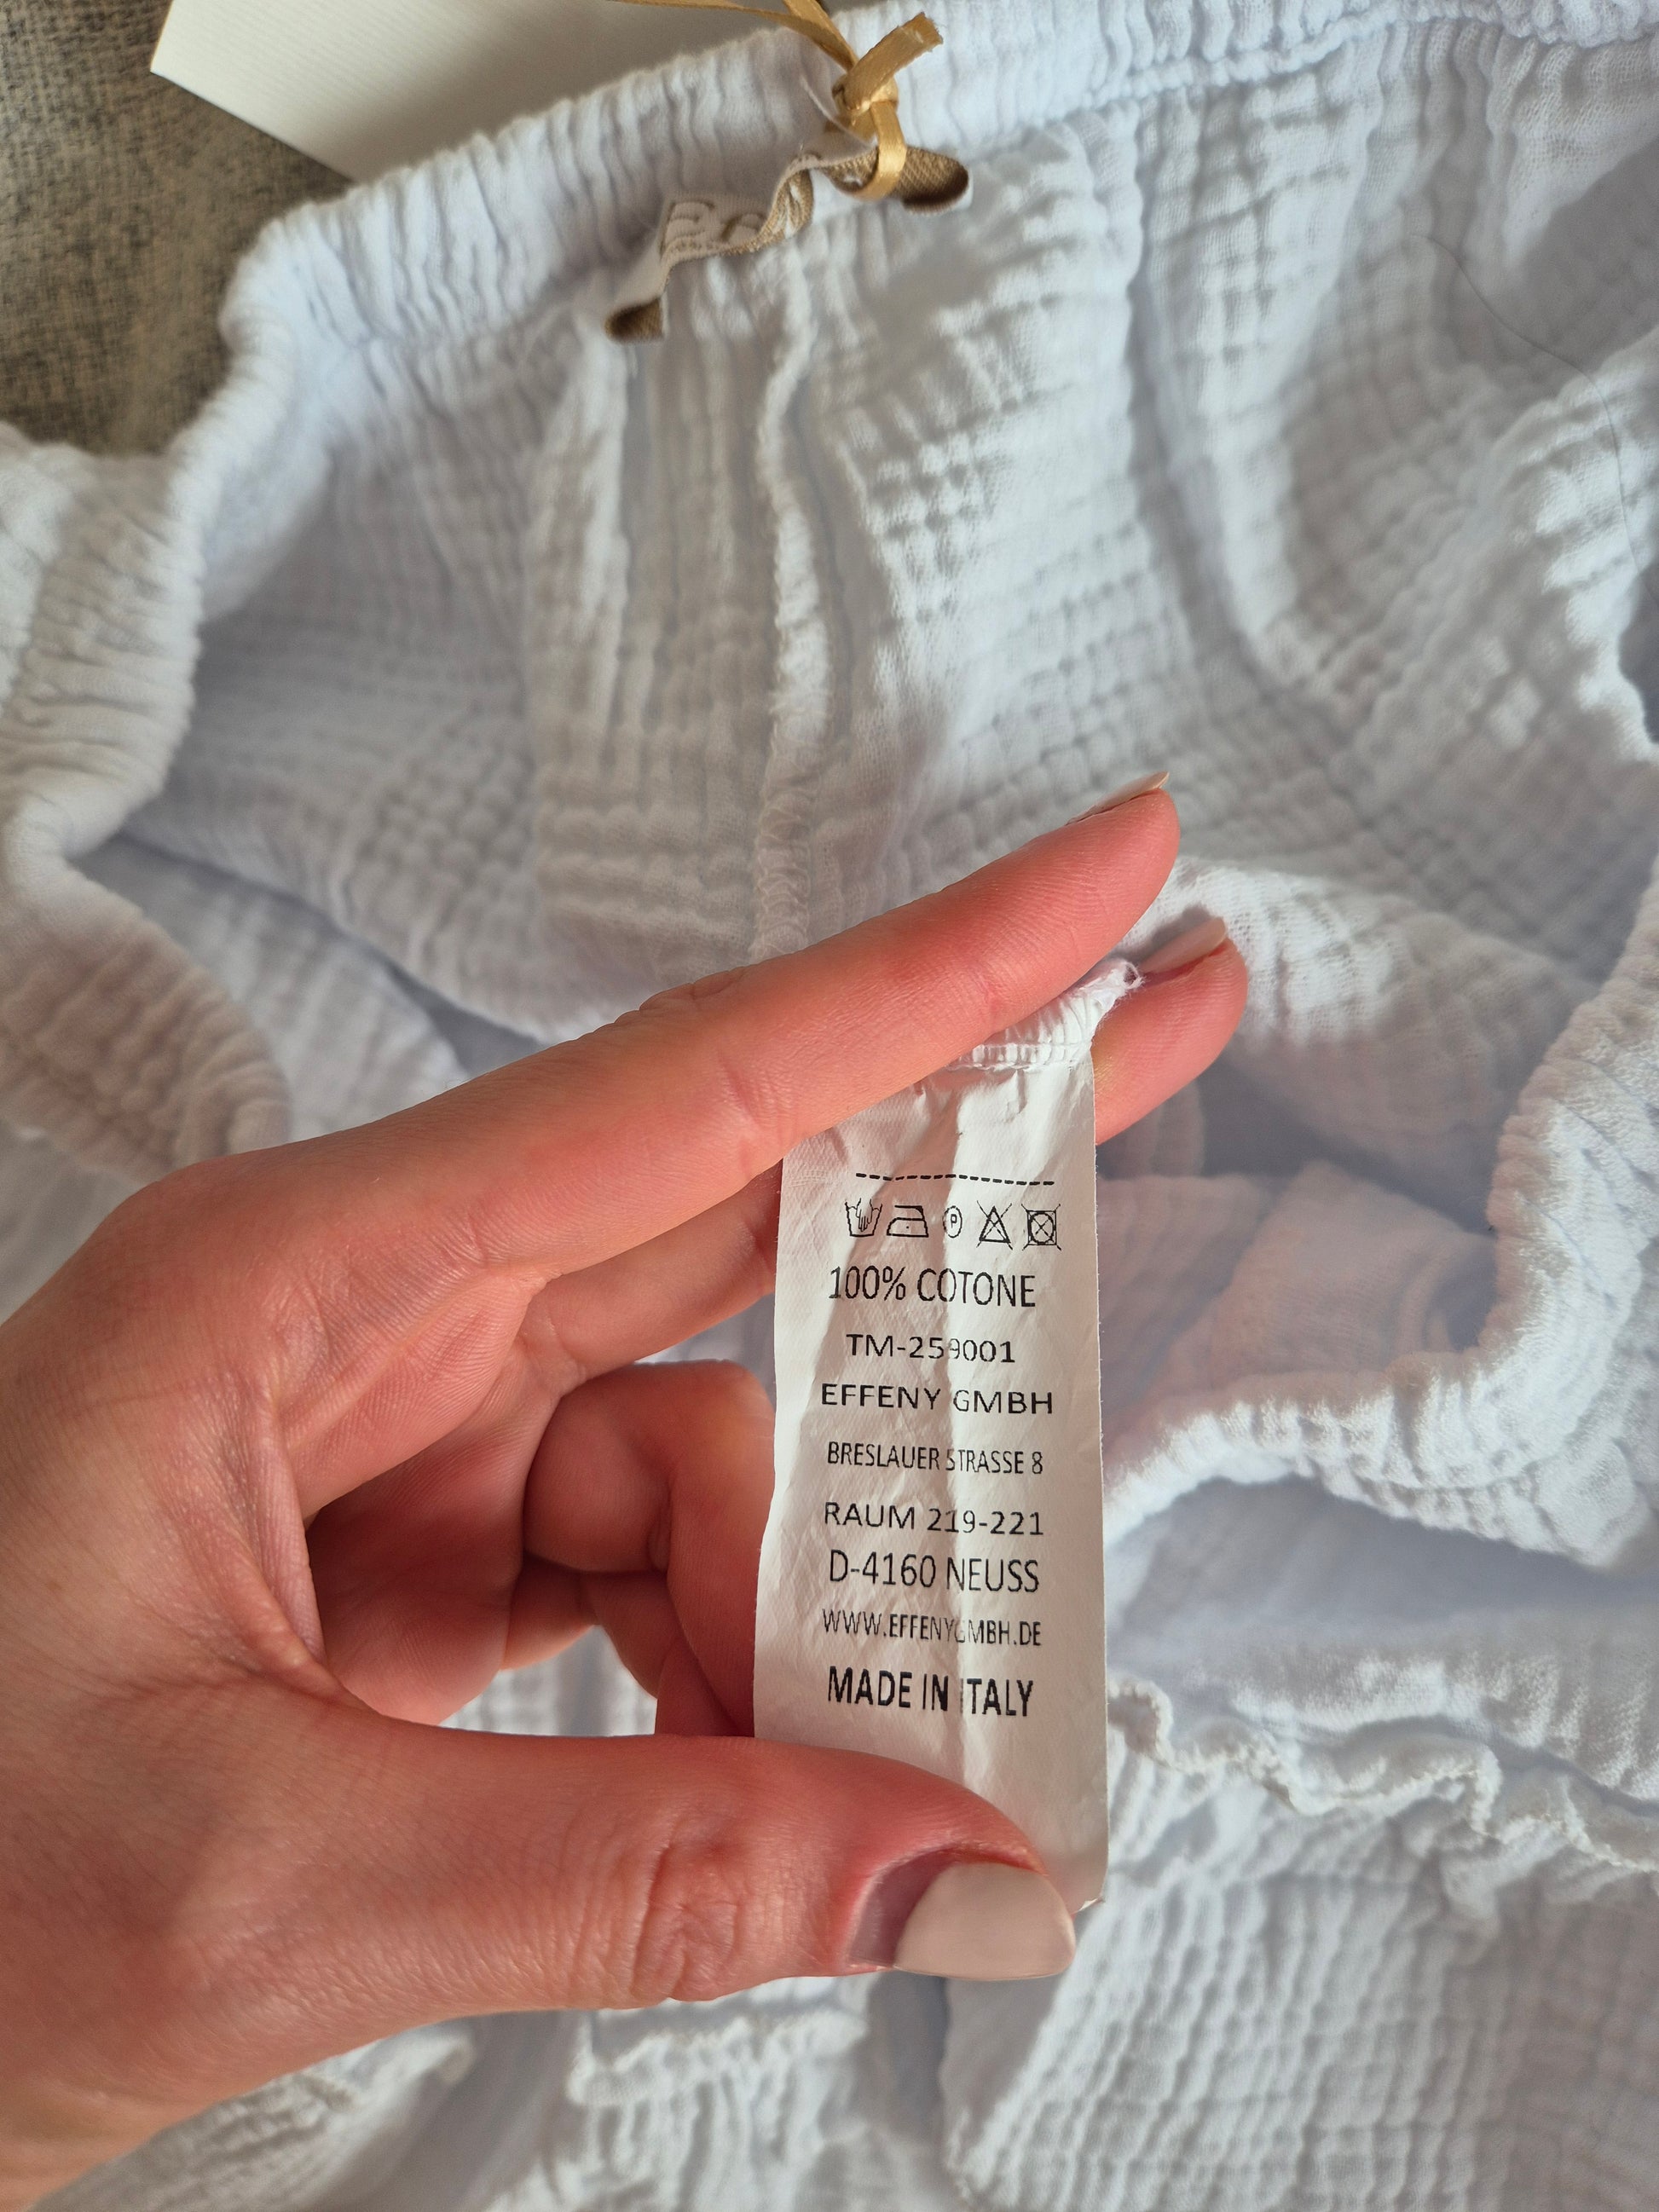 P
100% COTONE
TM-259001
EFFENY GMBH
BRESLAUER STRASSE 8
RAUM 219-221
D-4160 NEUSS
WWW.EFFENYGMBH.DE
MADE IN ITALY